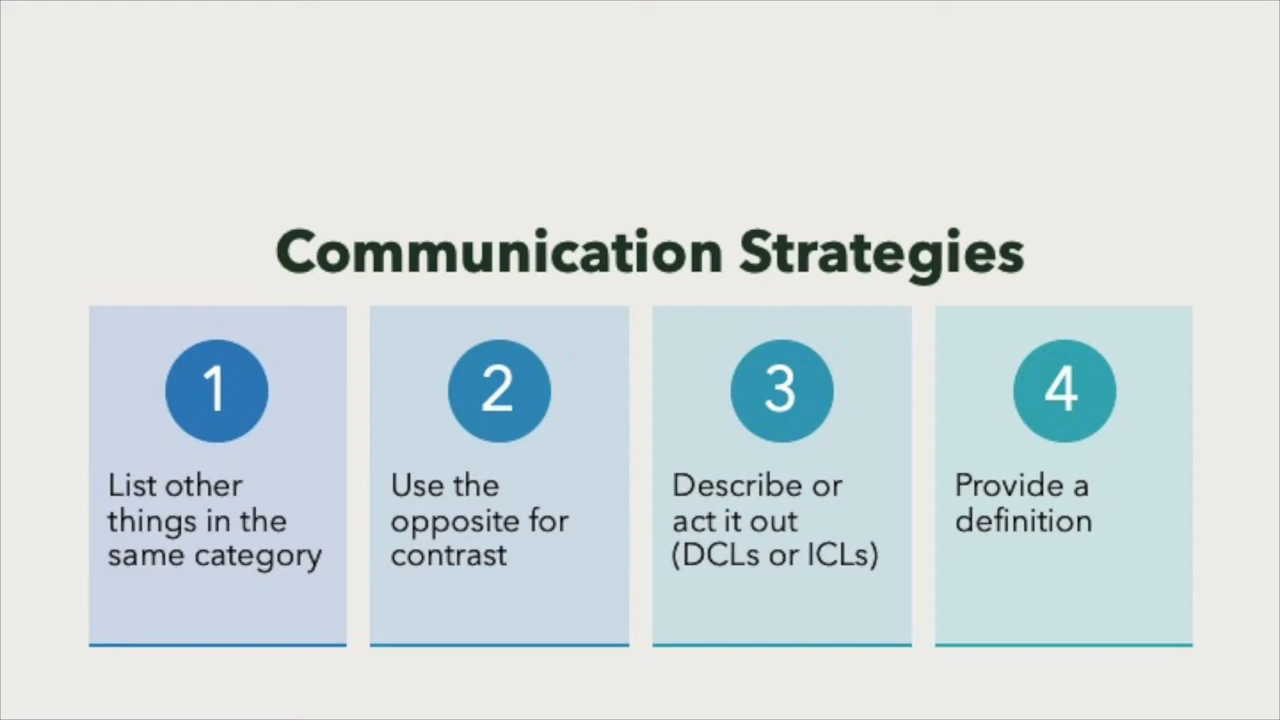 Communication Strategies
1
List other
things in the
same category
2
Use the
opposite for
contrast
3
Describe or
act it out
(DCLs or ICLs)
4
Provide a
definition